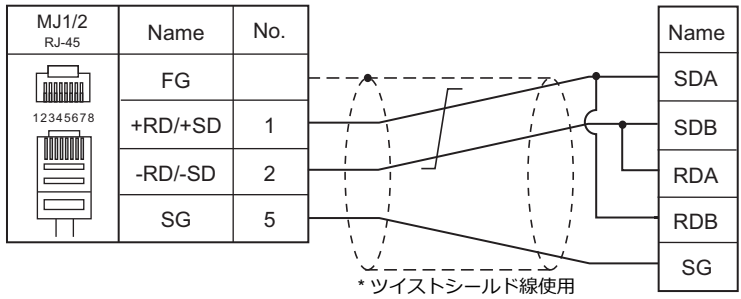 MJ1/2 Name No. Name
RJ-45
FG SDA
12345678
+RD/+SD 1 SDB
-RD/-SD 2 RDA
SG 5 RDB
SG
* ツイストシールド線使用